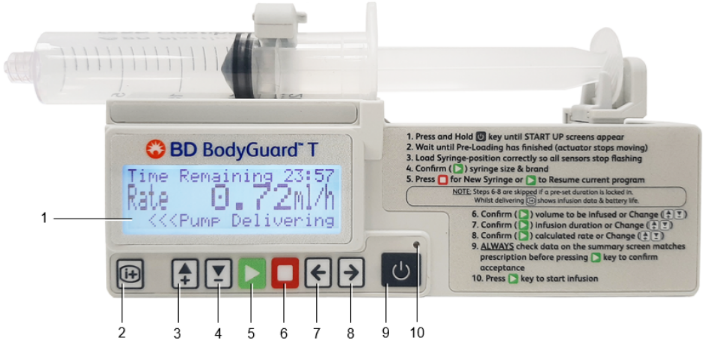 BD BodyGuard™ T
Time Remaining 23:57
Rate 0.72ml/h
<<<Pump Delivering
1. Press and Hold key until START UP screens appear
2. Wait until Pre-Loading has finished (actuator stops moving)
3. Load Syringe-position correctly so all sensors stop flashing
4. Confirm ( ) syringe size & brand
5. Press for New Syringe or to Resume current program
NOTE: Steps 6-8 are skipped if a pre-set duration is locked in.
Whilst delivering i+ shows infusion data & battery life.
6. Confirm ( ) volume to be infused or Change ( )
7. Confirm ( ) infusion duration or Change ( )
8. Confirm ( ) calculated rate or Change ( )
9. ALWAYS check data on the summary screen matches
prescription before pressing key to confirm
acceptance
10. Press key to start infusion
i+
+
−
1
2
3
4
5
6
7
8
9
10